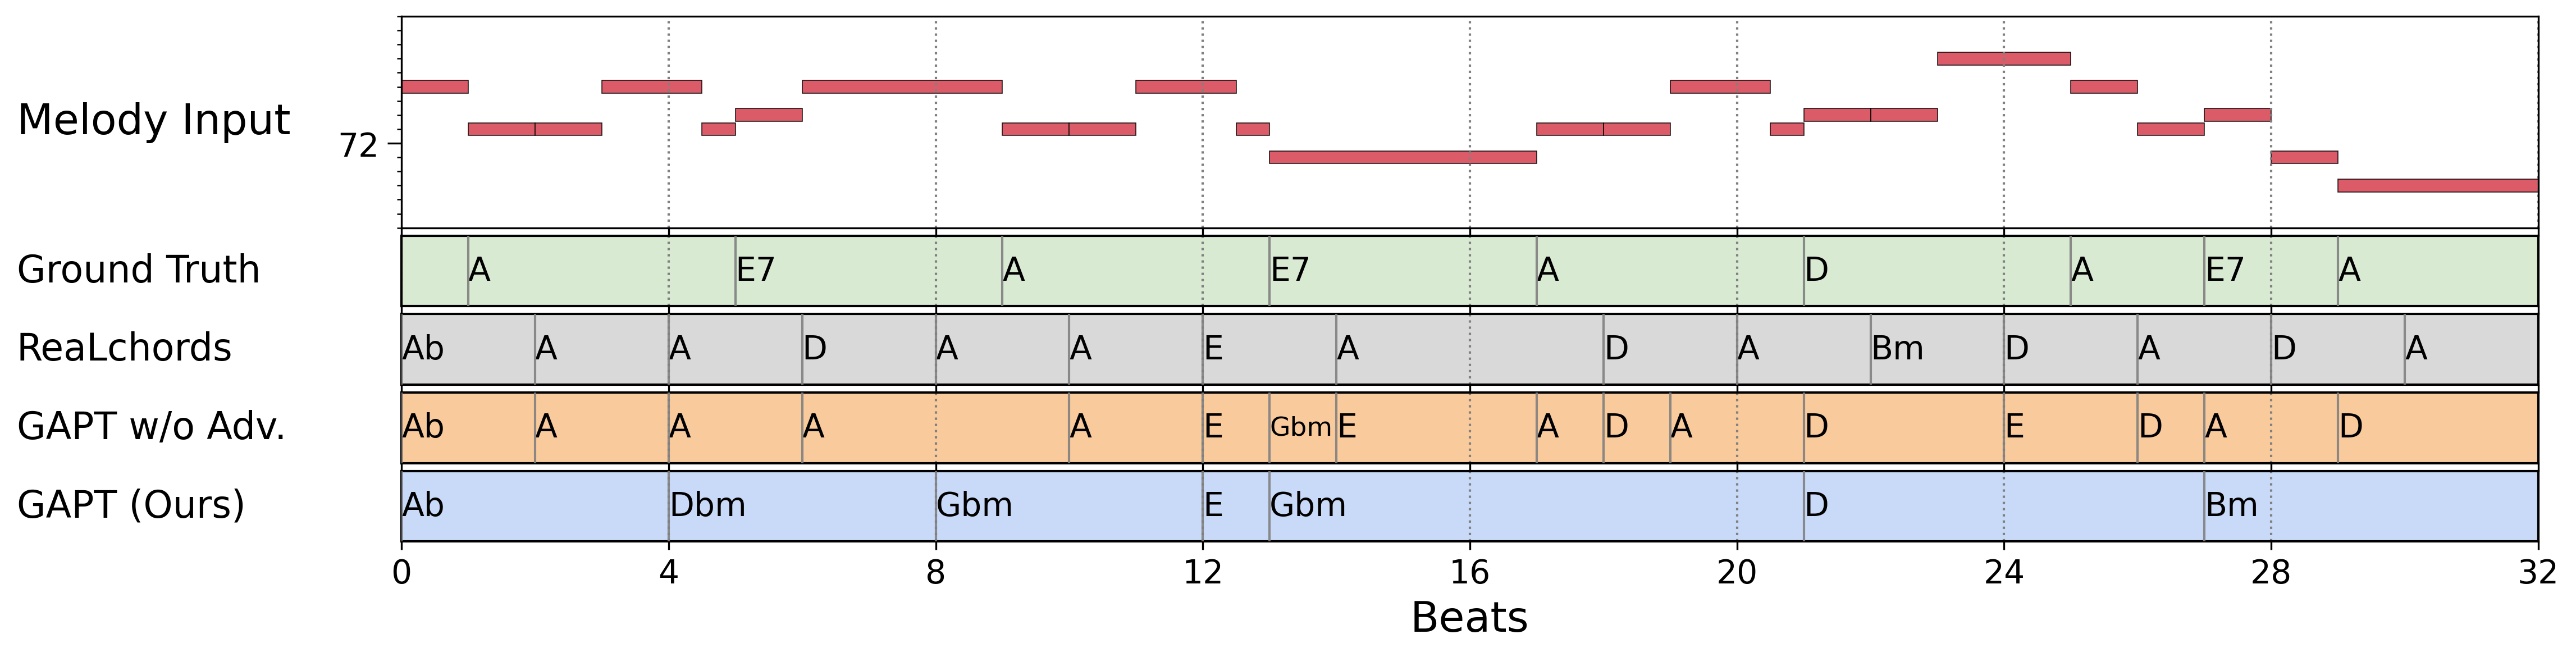 Melody Input
72
Ground Truth A E7 A E7 A D A E7 A
ReaLchords Ab A A D A A E A D A Bm D A D A
GAPT w/o Adv. Ab A A A A E Gbm E A D A D E D A D
GAPT (Ours) Ab Dbm Gbm E Gbm D Bm
0 4 8 12 16 20 24 28 32
Beats